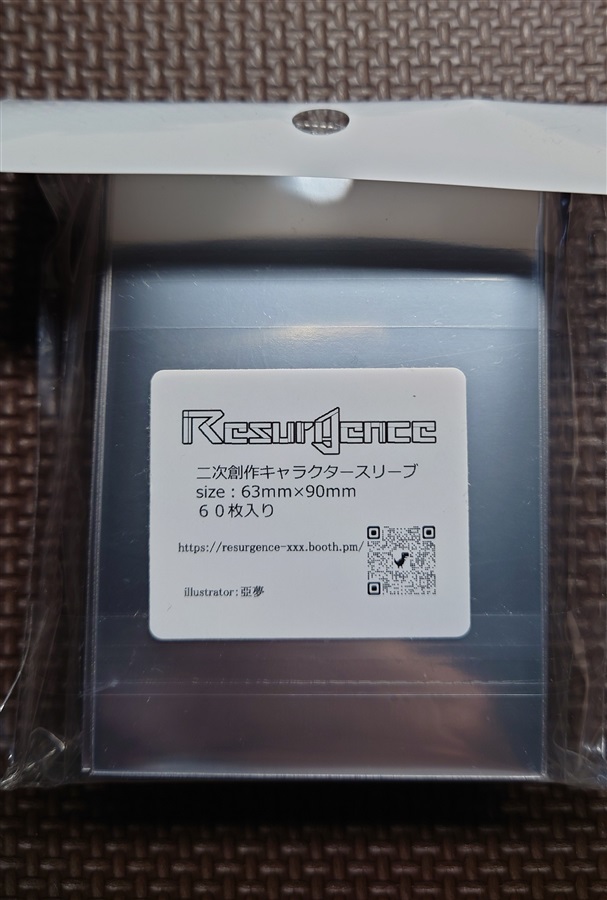 Resurgence
二次創作キャラクタースリーブ
size：63mm×90mm
６０枚入り
https://resurgence-xxx.booth.pm/
illustrator:亞夢